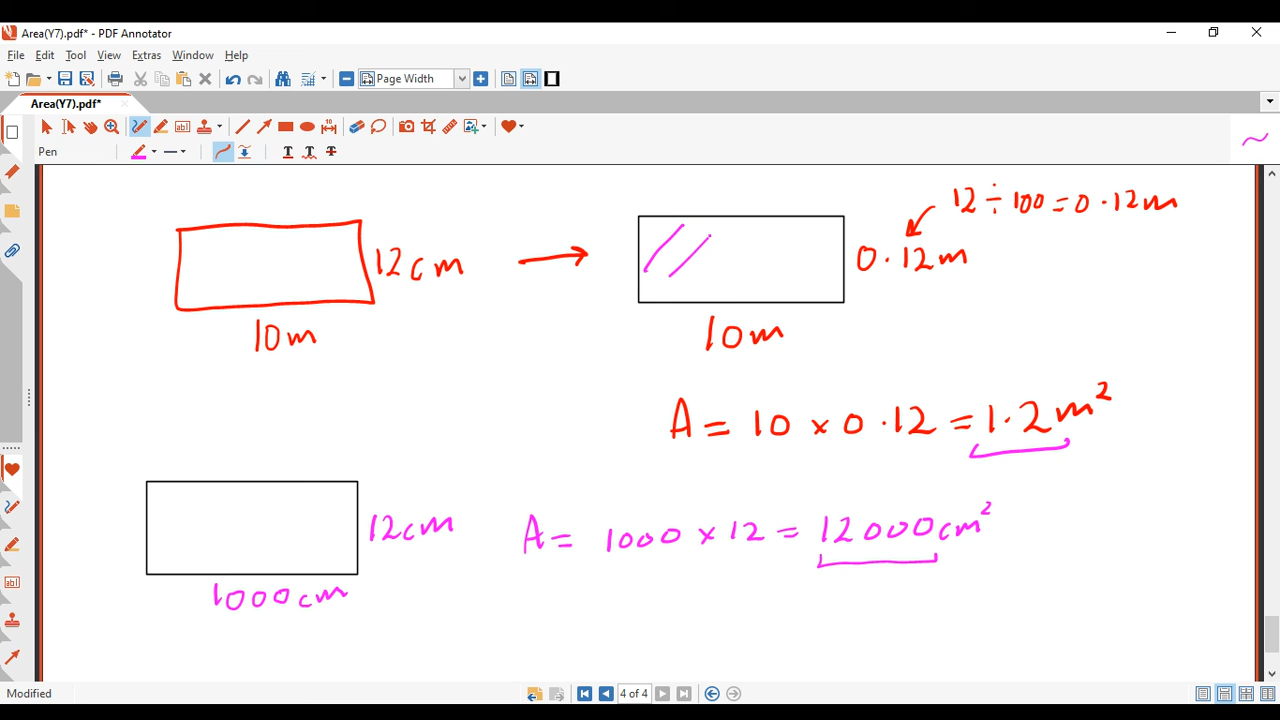 Area(Y7).pdf* - PDF Annotator
File Edit Tool View Extras Window Help
Page Width
Area(Y7).pdf*
Pen
12 ÷ 100 = 0.12m
12cm
0.12m
10m
10m
A = 10 × 0.12 = 1.2m²
12cm
A = 1000 × 12 = 12000cm²
1000cm
Modified
4 of 4